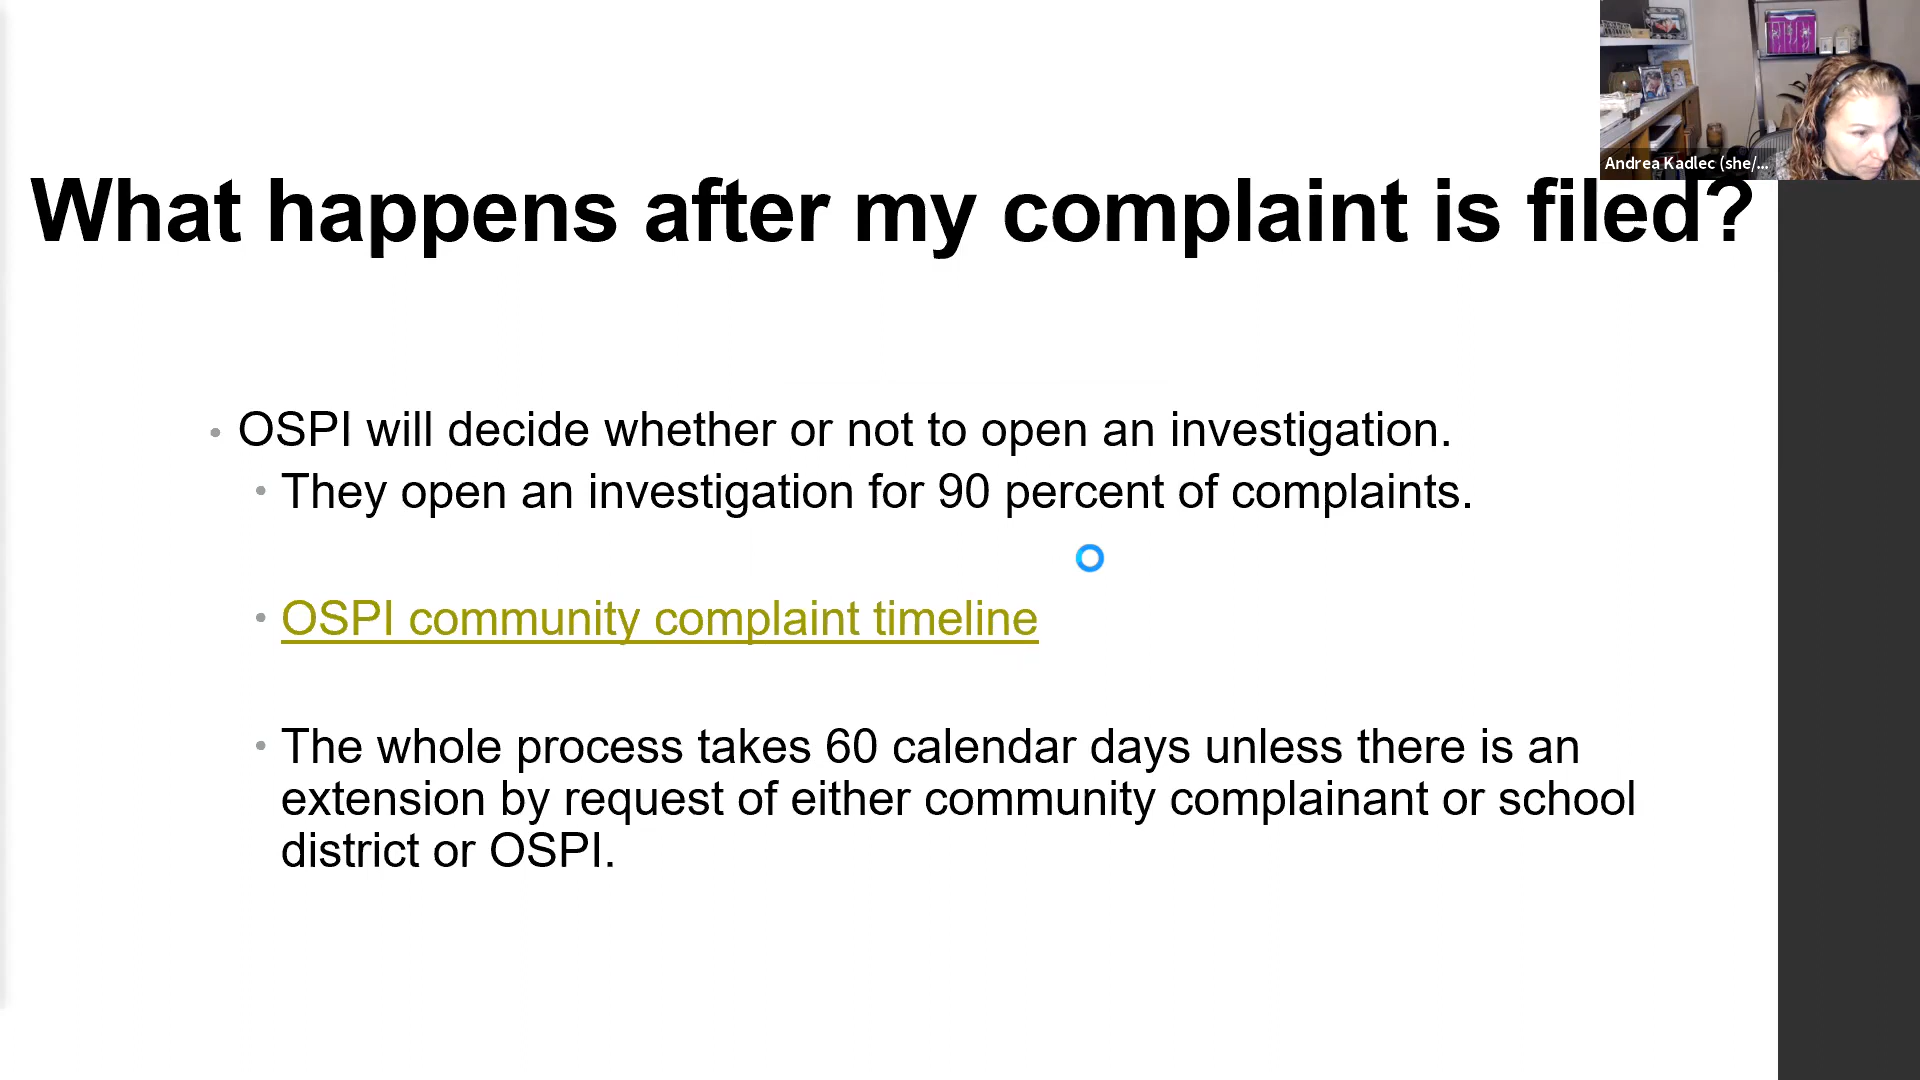 Andrea Kadlec (she/...
What happens after my complaint is filed?
• OSPI will decide whether or not to open an investigation.
• They open an investigation for 90 percent of complaints.
• OSPI community complaint timeline
• The whole process takes 60 calendar days unless there is an
extension by request of either community complainant or school
district or OSPI.